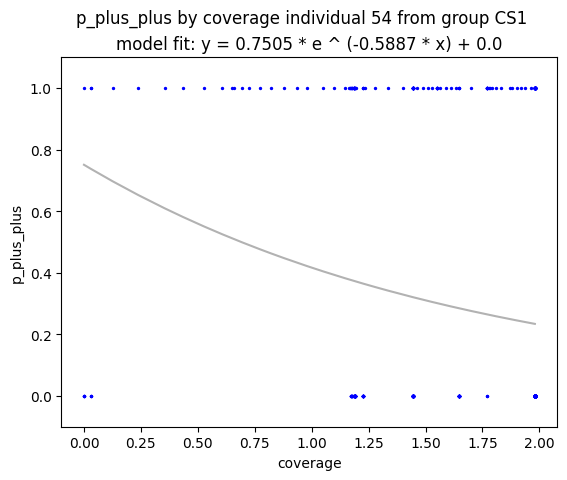 p_plus_plus by coverage individual 54 from group CS1
model fit: y = 0.7505 * e ^ (-0.5887 * x) + 0.0
1.0
0.8
0.6
0.4
0.2
0.0
p_plus_plus
0.00 0.25 0.50 0.75 1.00 1.25 1.50 1.75 2.00
coverage